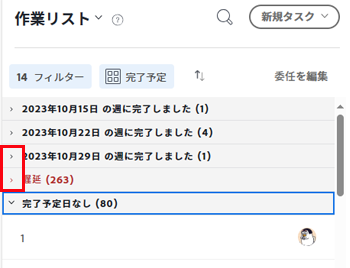 作業リスト
新規タスク
14 フィルター
完了予定
委任を編集
2023年10月15日 の週に完了しました (1)
2023年10月22日 の週に完了しました (4)
2023年10月29日 の週に完了しました (1)
遅延 (263)
完了予定日なし (80)
1